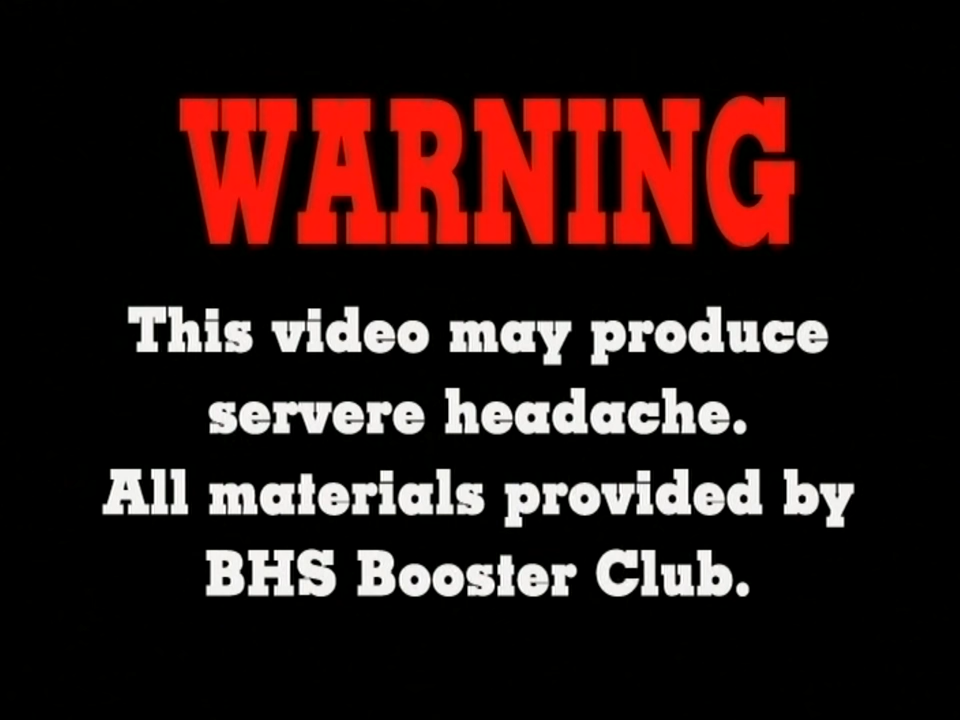 WARNING
This video may produce
servere headache.
All materials provided by
BHS Booster Club.